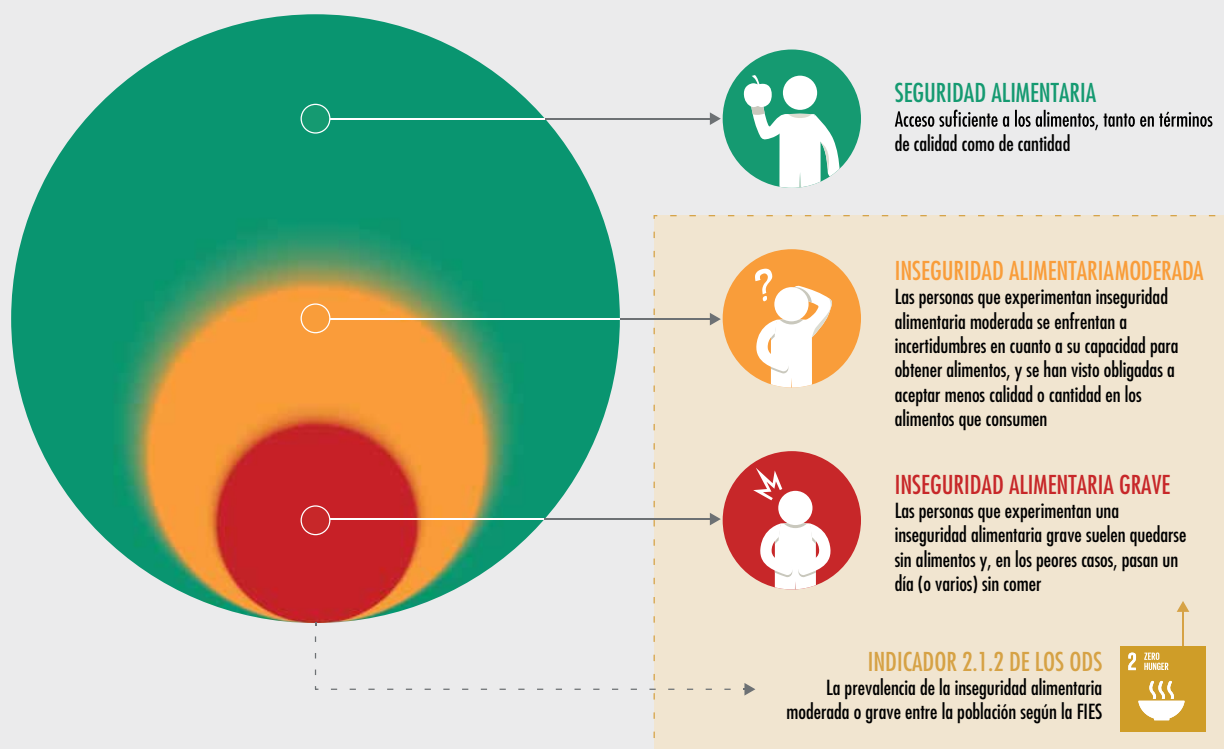 SEGURIDAD ALIMENTARIA
Acceso suficiente a los alimentos, tanto en términos
de calidad como de cantidad
?
INSEGURIDAD ALIMENTARIAMODERADA
Las personas que experimentan inseguridad
alimentaria moderada se enfrentan a
incertidumbres en cuanto a su capacidad para
obtener alimentos, y se han visto obligadas a
aceptar menos calidad o cantidad en los
alimentos que consumen
INSEGURIDAD ALIMENTARIA GRAVE
Las personas que experimentan una
inseguridad alimentaria grave suelen quedarse
sin alimentos y, en los peores casos, pasan un
día (o varios) sin comer
INDICADOR 2.1.2 DE LOS ODS
La prevalencia de la inseguridad alimentaria
moderada o grave entre la población según la FIES
2 ZERO
HUNGER